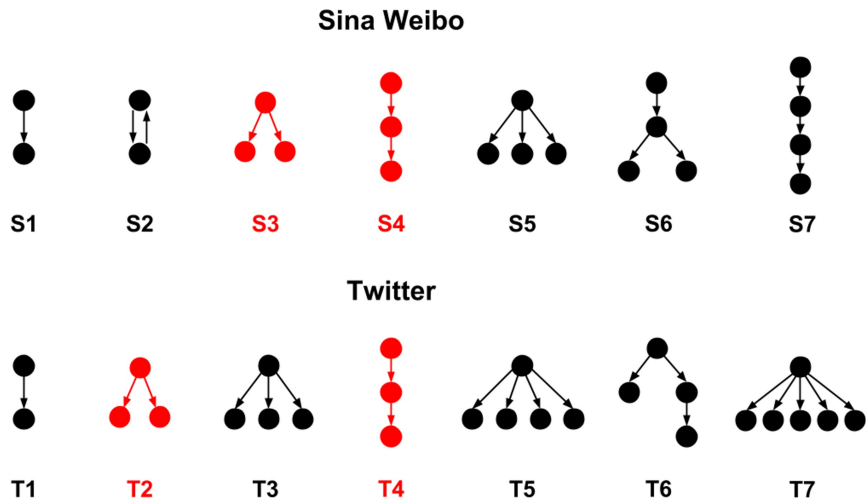 Sina Weibo
S1 S2 S3 S4 S5 S6 S7
Twitter
T1 T2 T3 T4 T5 T6 T7